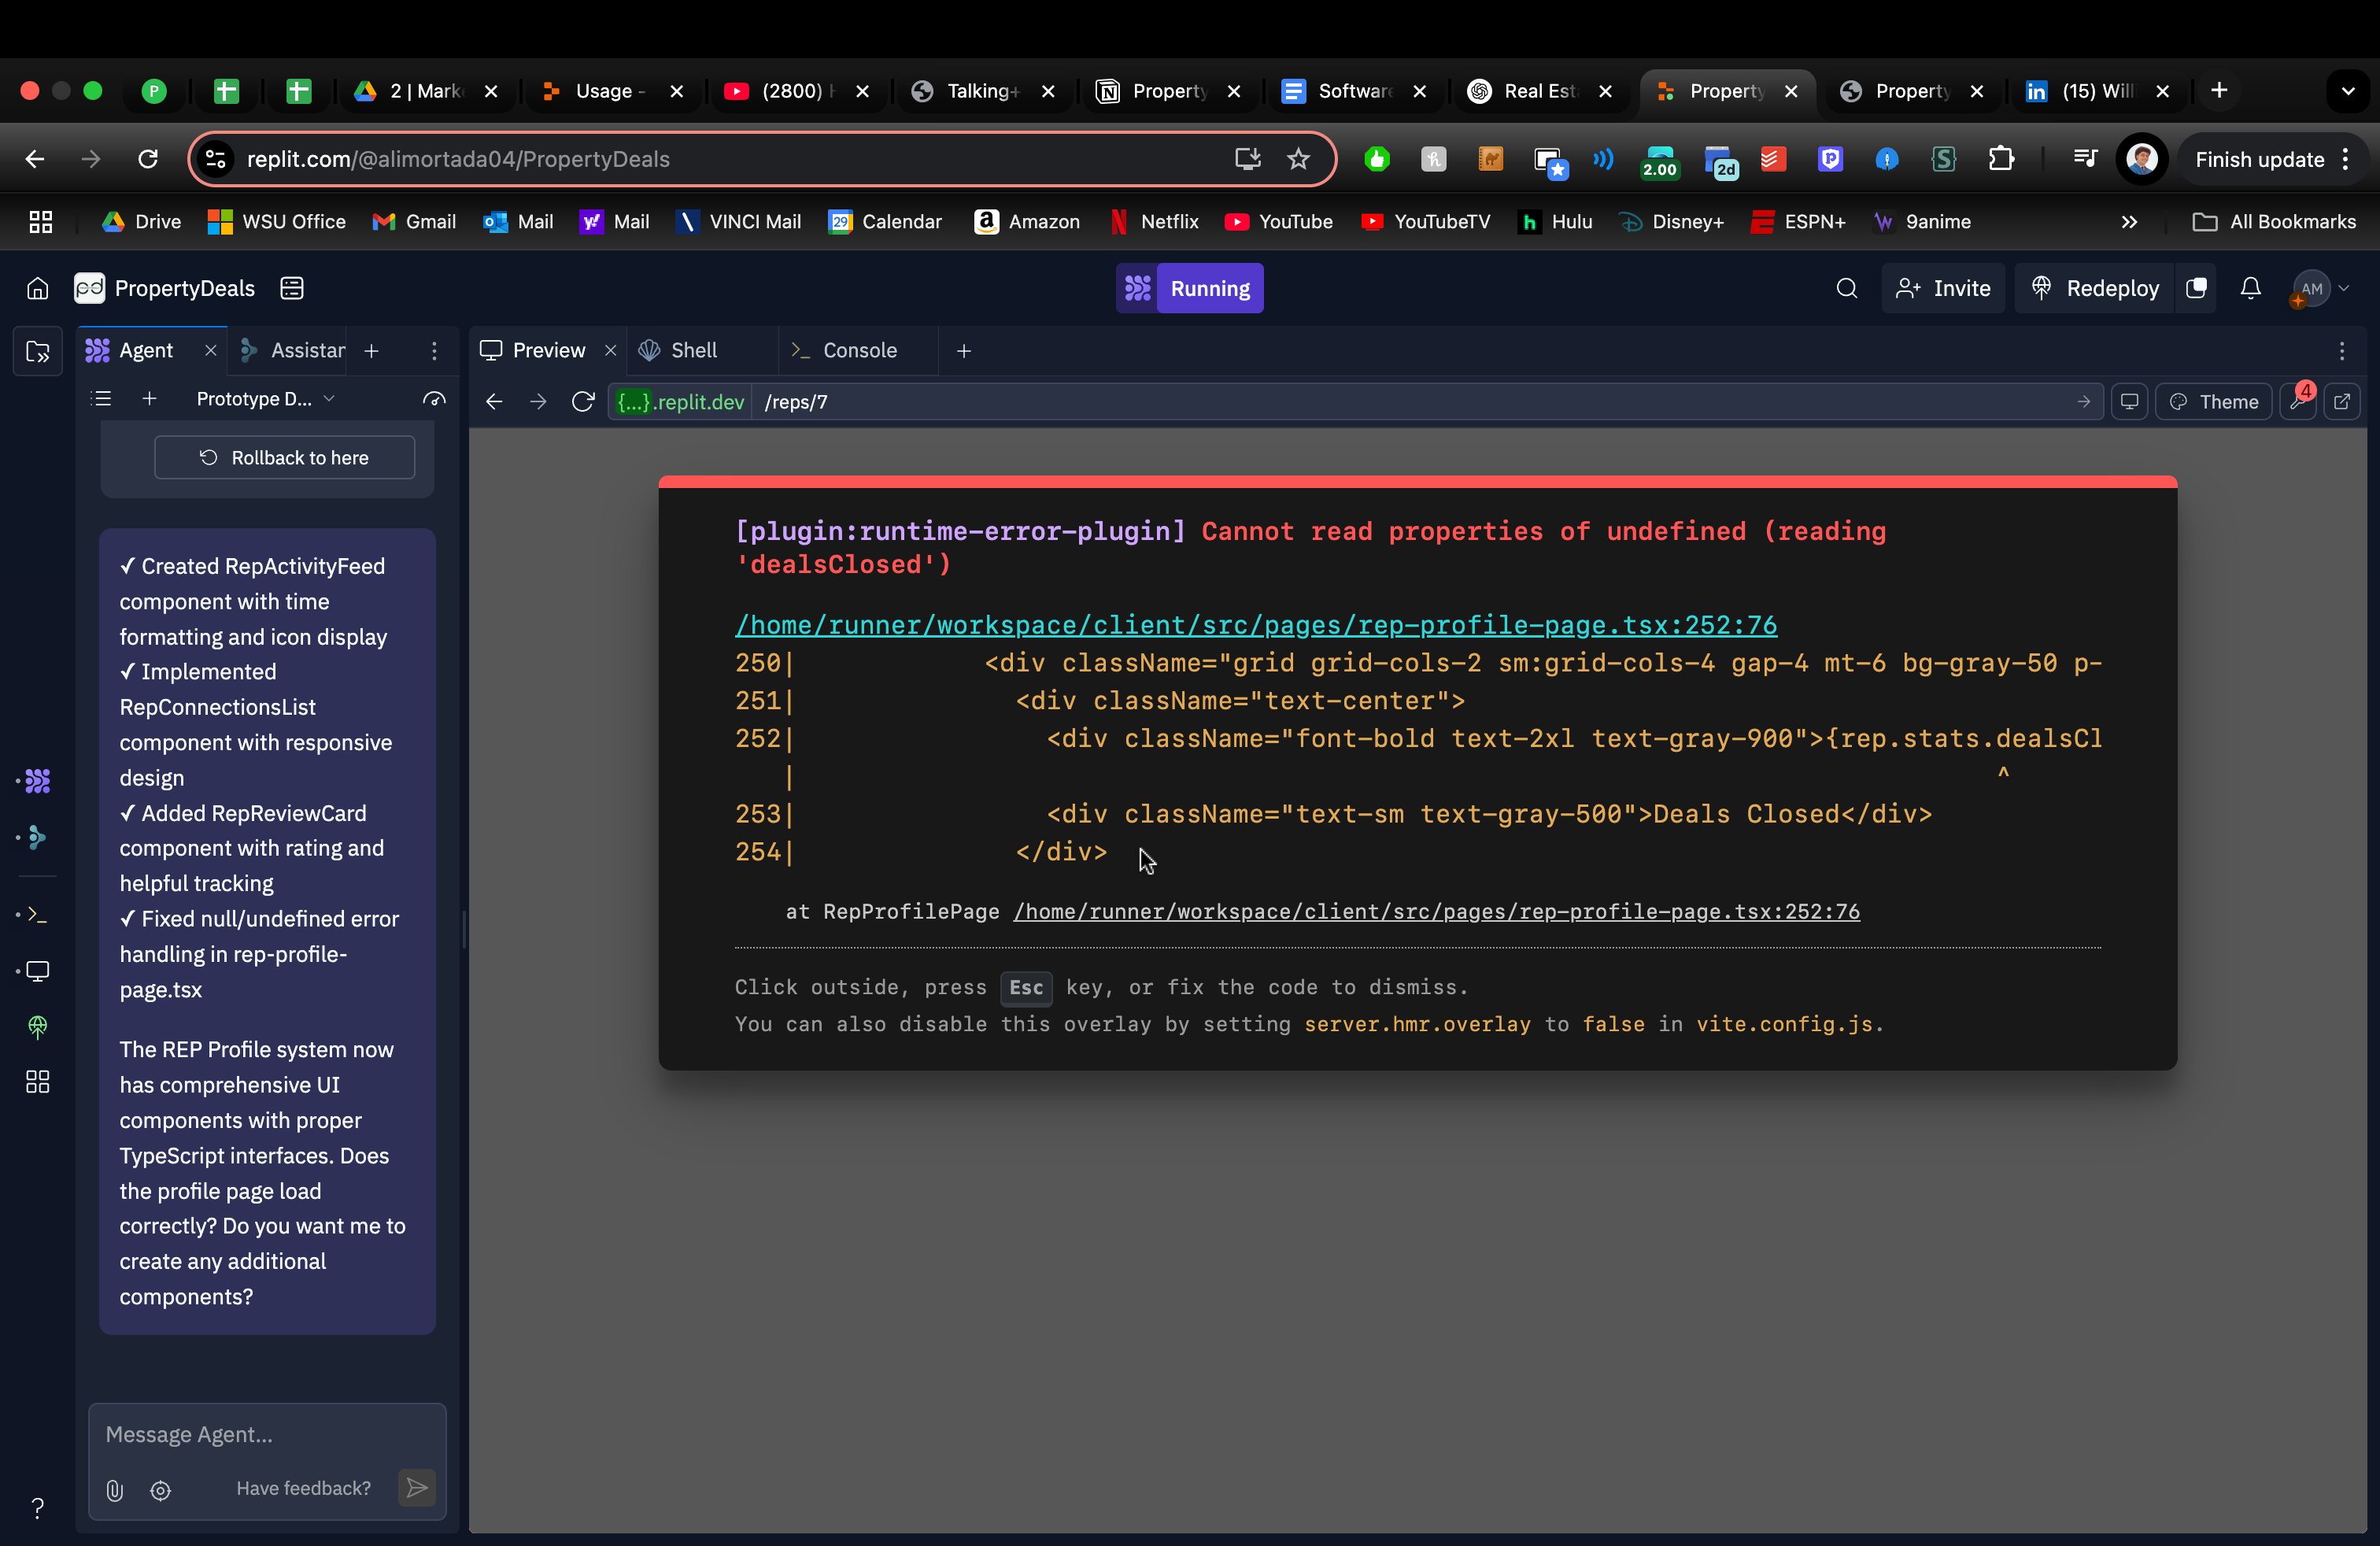 P
2 | Mark
Usage -
(2800)
Talking+
Property
Software
Real Est
Property
Property
in
(15) Will
replit.com/@alimortada04/PropertyDeals
2.00
2d
Finish update
Drive
WSU Office
Gmail
Mail
Mail
VINCI Mail
29
Calendar
Amazon
Netflix
YouTube
YouTubeTV
Hulu
Disney+
ESPN+
9anime
All Bookmarks
pd
PropertyDeals
Running
Invite
Redeploy
AM
Agent
Assistan
Preview
Shell
Console
Prototype D...
{...}.replit.dev
/reps/7
Theme
4
Rollback to here
✓ Created RepActivityFeed
component with time
formatting and icon display
✓ Implemented
RepConnectionsList
component with responsive
design
✓ Added RepReviewCard
component with rating and
helpful tracking
✓ Fixed null/undefined error
handling in rep-profile-
page.tsx
The REP Profile system now
has comprehensive UI
components with proper
TypeScript interfaces. Does
the profile page load
correctly? Do you want me to
create any additional
components?
Message Agent...
Have feedback?
?
[plugin:runtime-error-plugin] Cannot read properties of undefined (reading
'dealsClosed')
/home/runner/workspace/client/src/pages/rep-profile-page.tsx:252:76
250|             <div className="grid grid-cols-2 sm:grid-cols-4 gap-4 mt-6 bg-gray-50 p-
251|               <div className="text-center">
252|                 <div className="font-bold text-2xl text-gray-900">{rep.stats.dealsCl
|                                                                              ^
253|                 <div className="text-sm text-gray-500">Deals Closed</div>
254|               </div>
at RepProfilePage /home/runner/workspace/client/src/pages/rep-profile-page.tsx:252:76
Click outside, press Esc key, or fix the code to dismiss.
You can also disable this overlay by setting server.hmr.overlay to false in vite.config.js.